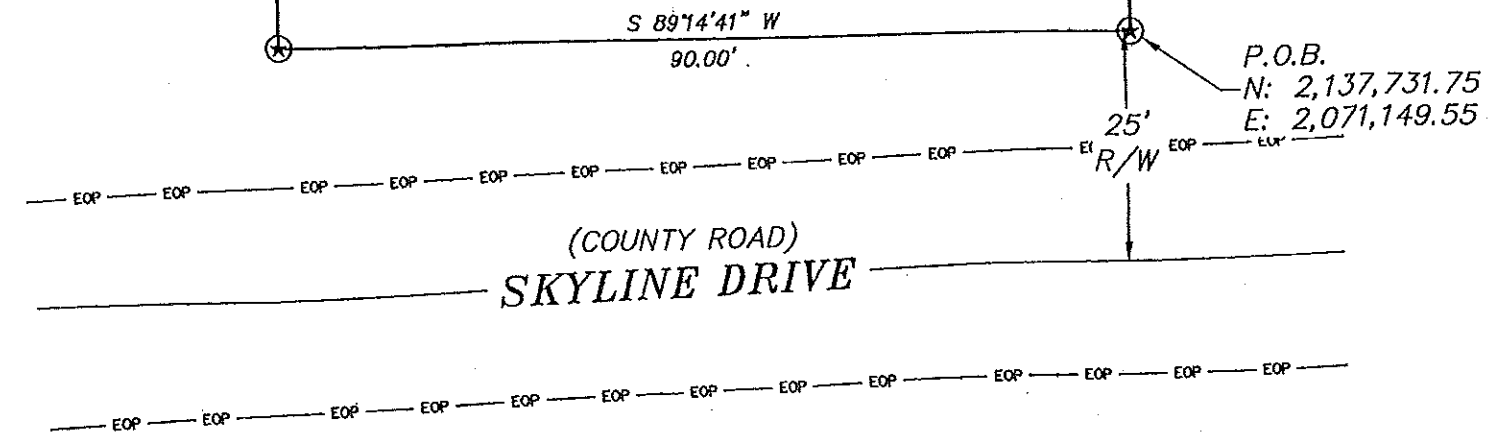 S 89°14'41" W
90.00'
P.O.B.
N: 2,137,731.75
E: 2,071,149.55
25'
R/W
EOP EOP EOP EOP EOP EOP EOP EOP EOP EOP EOP EOP
(COUNTY ROAD)
SKYLINE DRIVE
EOP EOP EOP EOP EOP EOP EOP EOP EOP EOP EOP EOP EOP